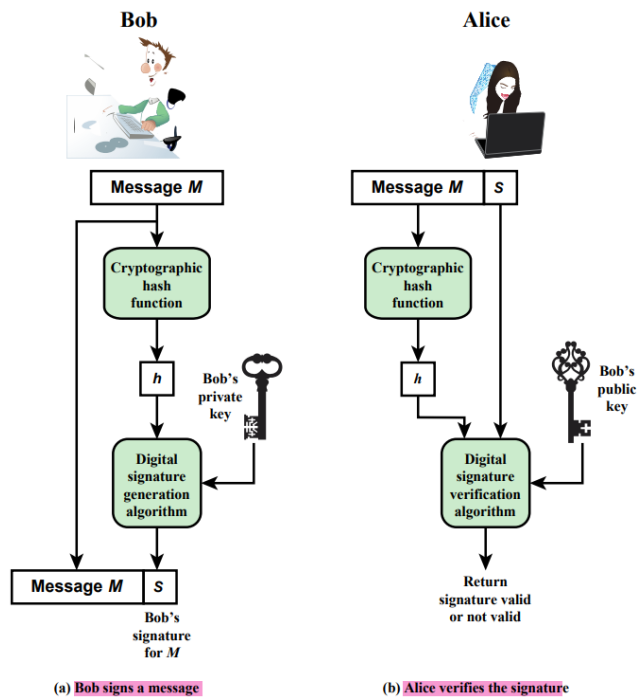 Bob
Message M
Cryptographic
hash
function
h
Bob's
private
key
Digital
signature
generation
algorithm
Message M S
Bob's
signature
for M
(a) Bob signs a message
Alice
Message M S
Cryptographic
hash
function
h
Bob's
public
key
Digital
signature
verification
algorithm
Return
signature valid
or not valid
(b) Alice verifies the signature